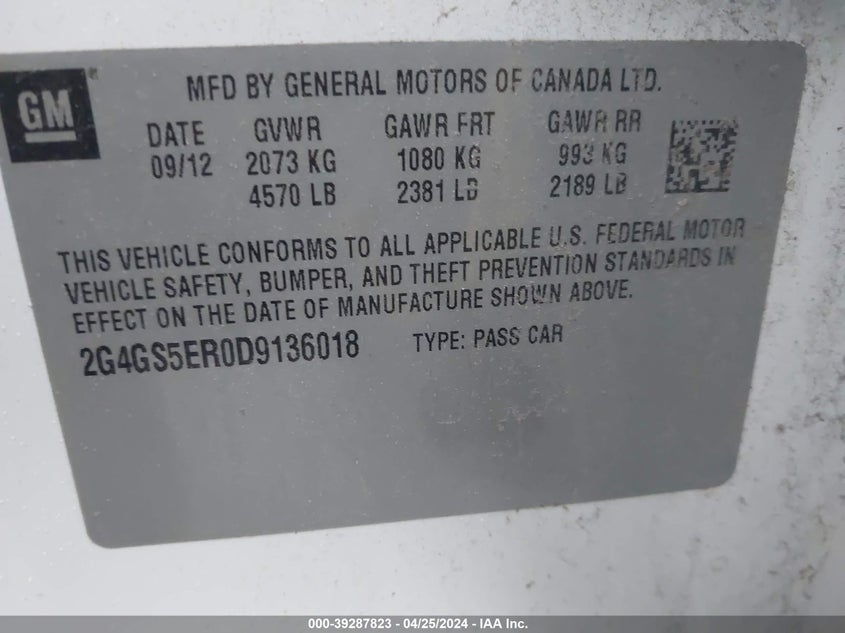 GM
MFD BY GENERAL MOTORS OF CANADA LTD.
DATE GVWR GAWR FRT GAWR RR
09/12 2073 KG 1080 KG 993 KG
4570 LB 2381 LB 2189 LB
THIS VEHICLE CONFORMS TO ALL APPLICABLE U.S. FEDERAL MOTOR
VEHICLE SAFETY, BUMPER, AND THEFT PREVENTION STANDARDS IN
EFFECT ON THE DATE OF MANUFACTURE SHOWN ABOVE.
2G4GS5ER0D9136018 TYPE: PASS CAR
000-39287823 - 04/25/2024 - IAA Inc.